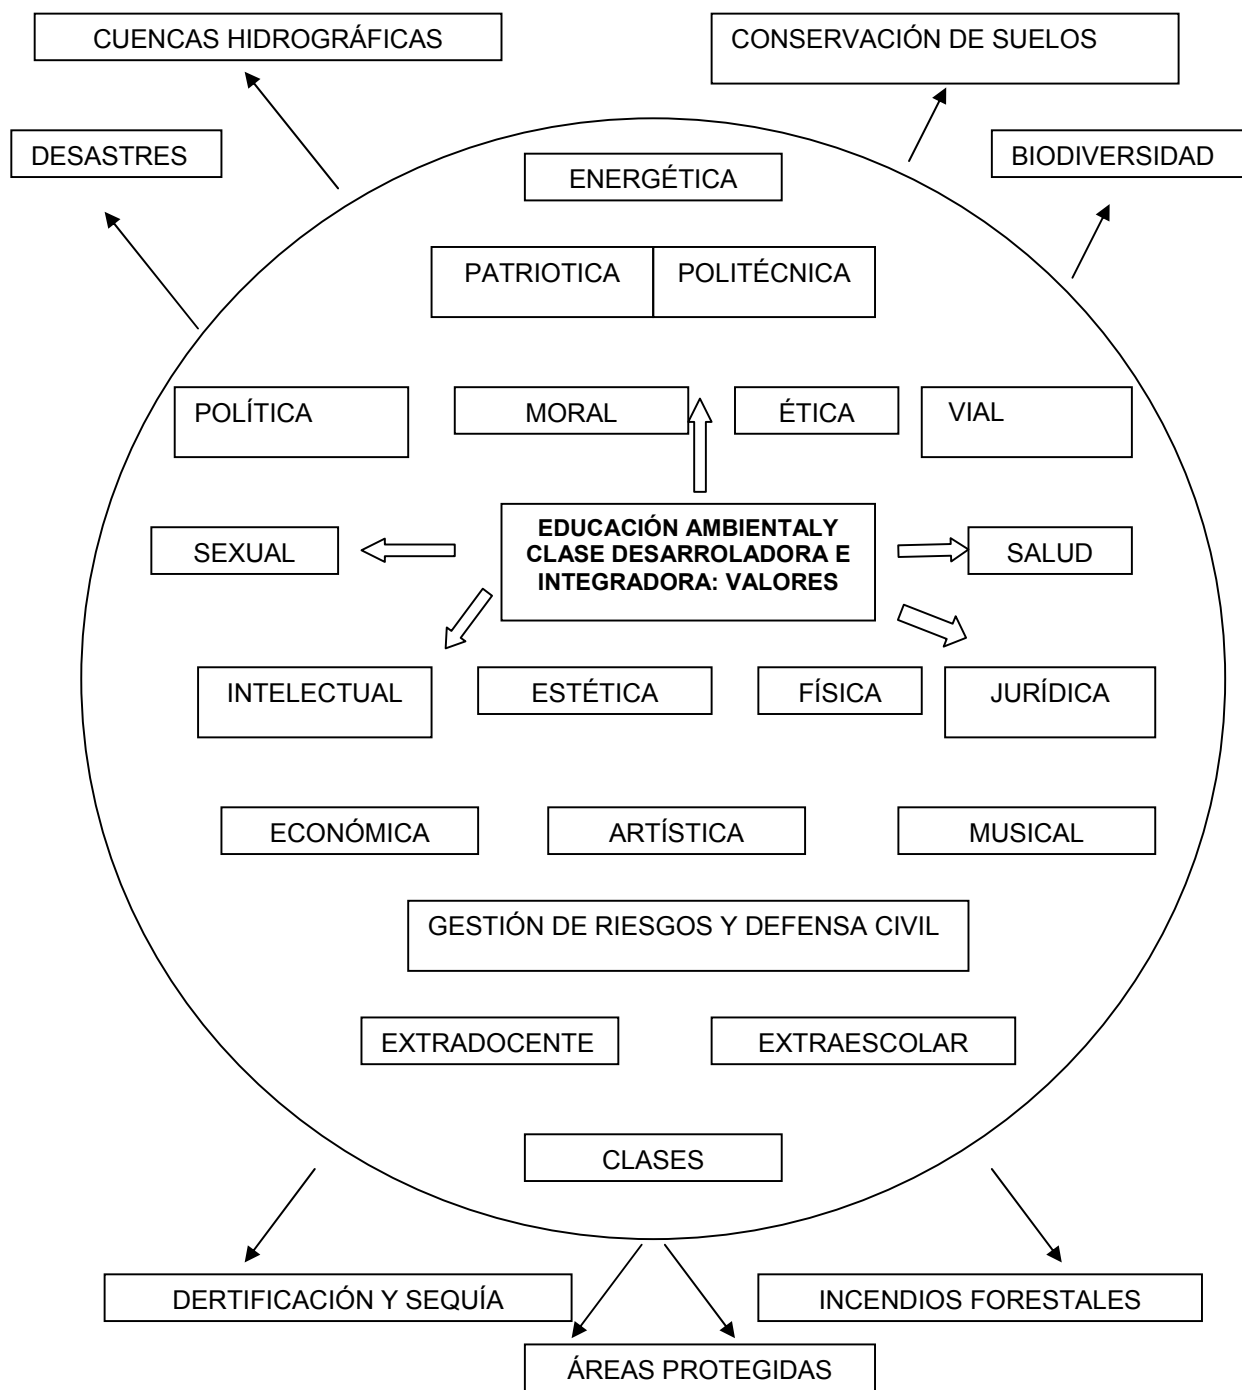 CUENCAS HIDROGRÁFICAS
CONSERVACIÓN DE SUELOS
DESASTRES
BIODIVERSIDAD
ENERGÉTICA
PATRIOTICA
POLITÉCNICA
POLÍTICA
MORAL
ÉTICA
VIAL
EDUCACIÓN AMBIENTALY
CLASE DESARROLADORA E
INTEGRADORA: VALORES
SEXUAL
SALUD
INTELECTUAL
ESTÉTICA
FÍSICA
JURÍDICA
ECONÓMICA
ARTÍSTICA
MUSICAL
GESTIÓN DE RIESGOS Y DEFENSA CIVIL
EXTRADOCENTE
EXTRAESCOLAR
CLASES
DERTIFICACIÓN Y SEQUÍA
INCENDIOS FORESTALES
ÁREAS PROTEGIDAS